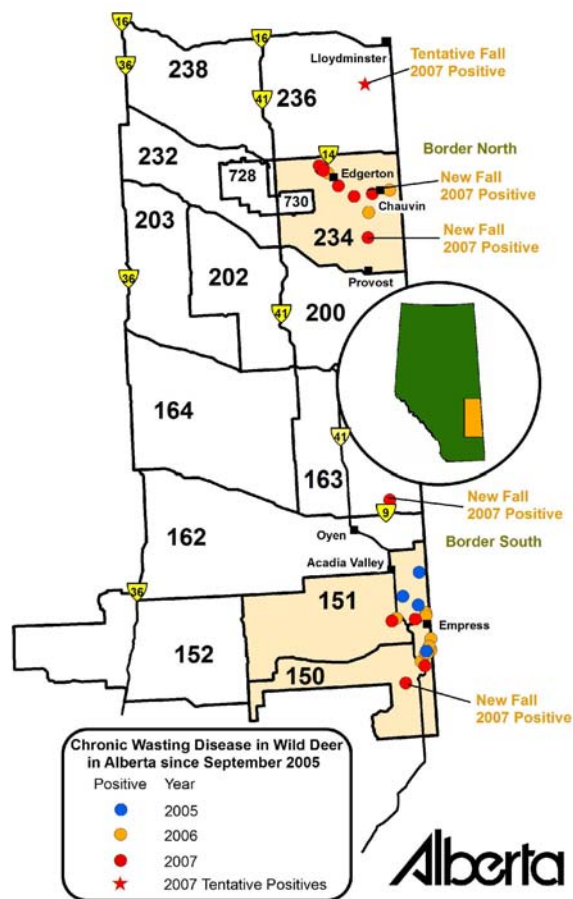 16
16
Lloydminster
Tentative Fall
2007 Positive
36
238
41
236
14
Border North
232
728
Edgerton
New Fall
2007 Positive
730
Chauvin
203
234
New Fall
2007 Positive
202
Provost
36
200
41
164
41
163
New Fall
2007 Positive
9
Oyen
162
Border South
Acadia Valley
36
151
Empress
152
150
New Fall
2007 Positive
Chronic Wasting Disease in Wild Deer
in Alberta since September 2005
Positive Year
2005
2006
2007
2007 Tentative Positives
Alberta